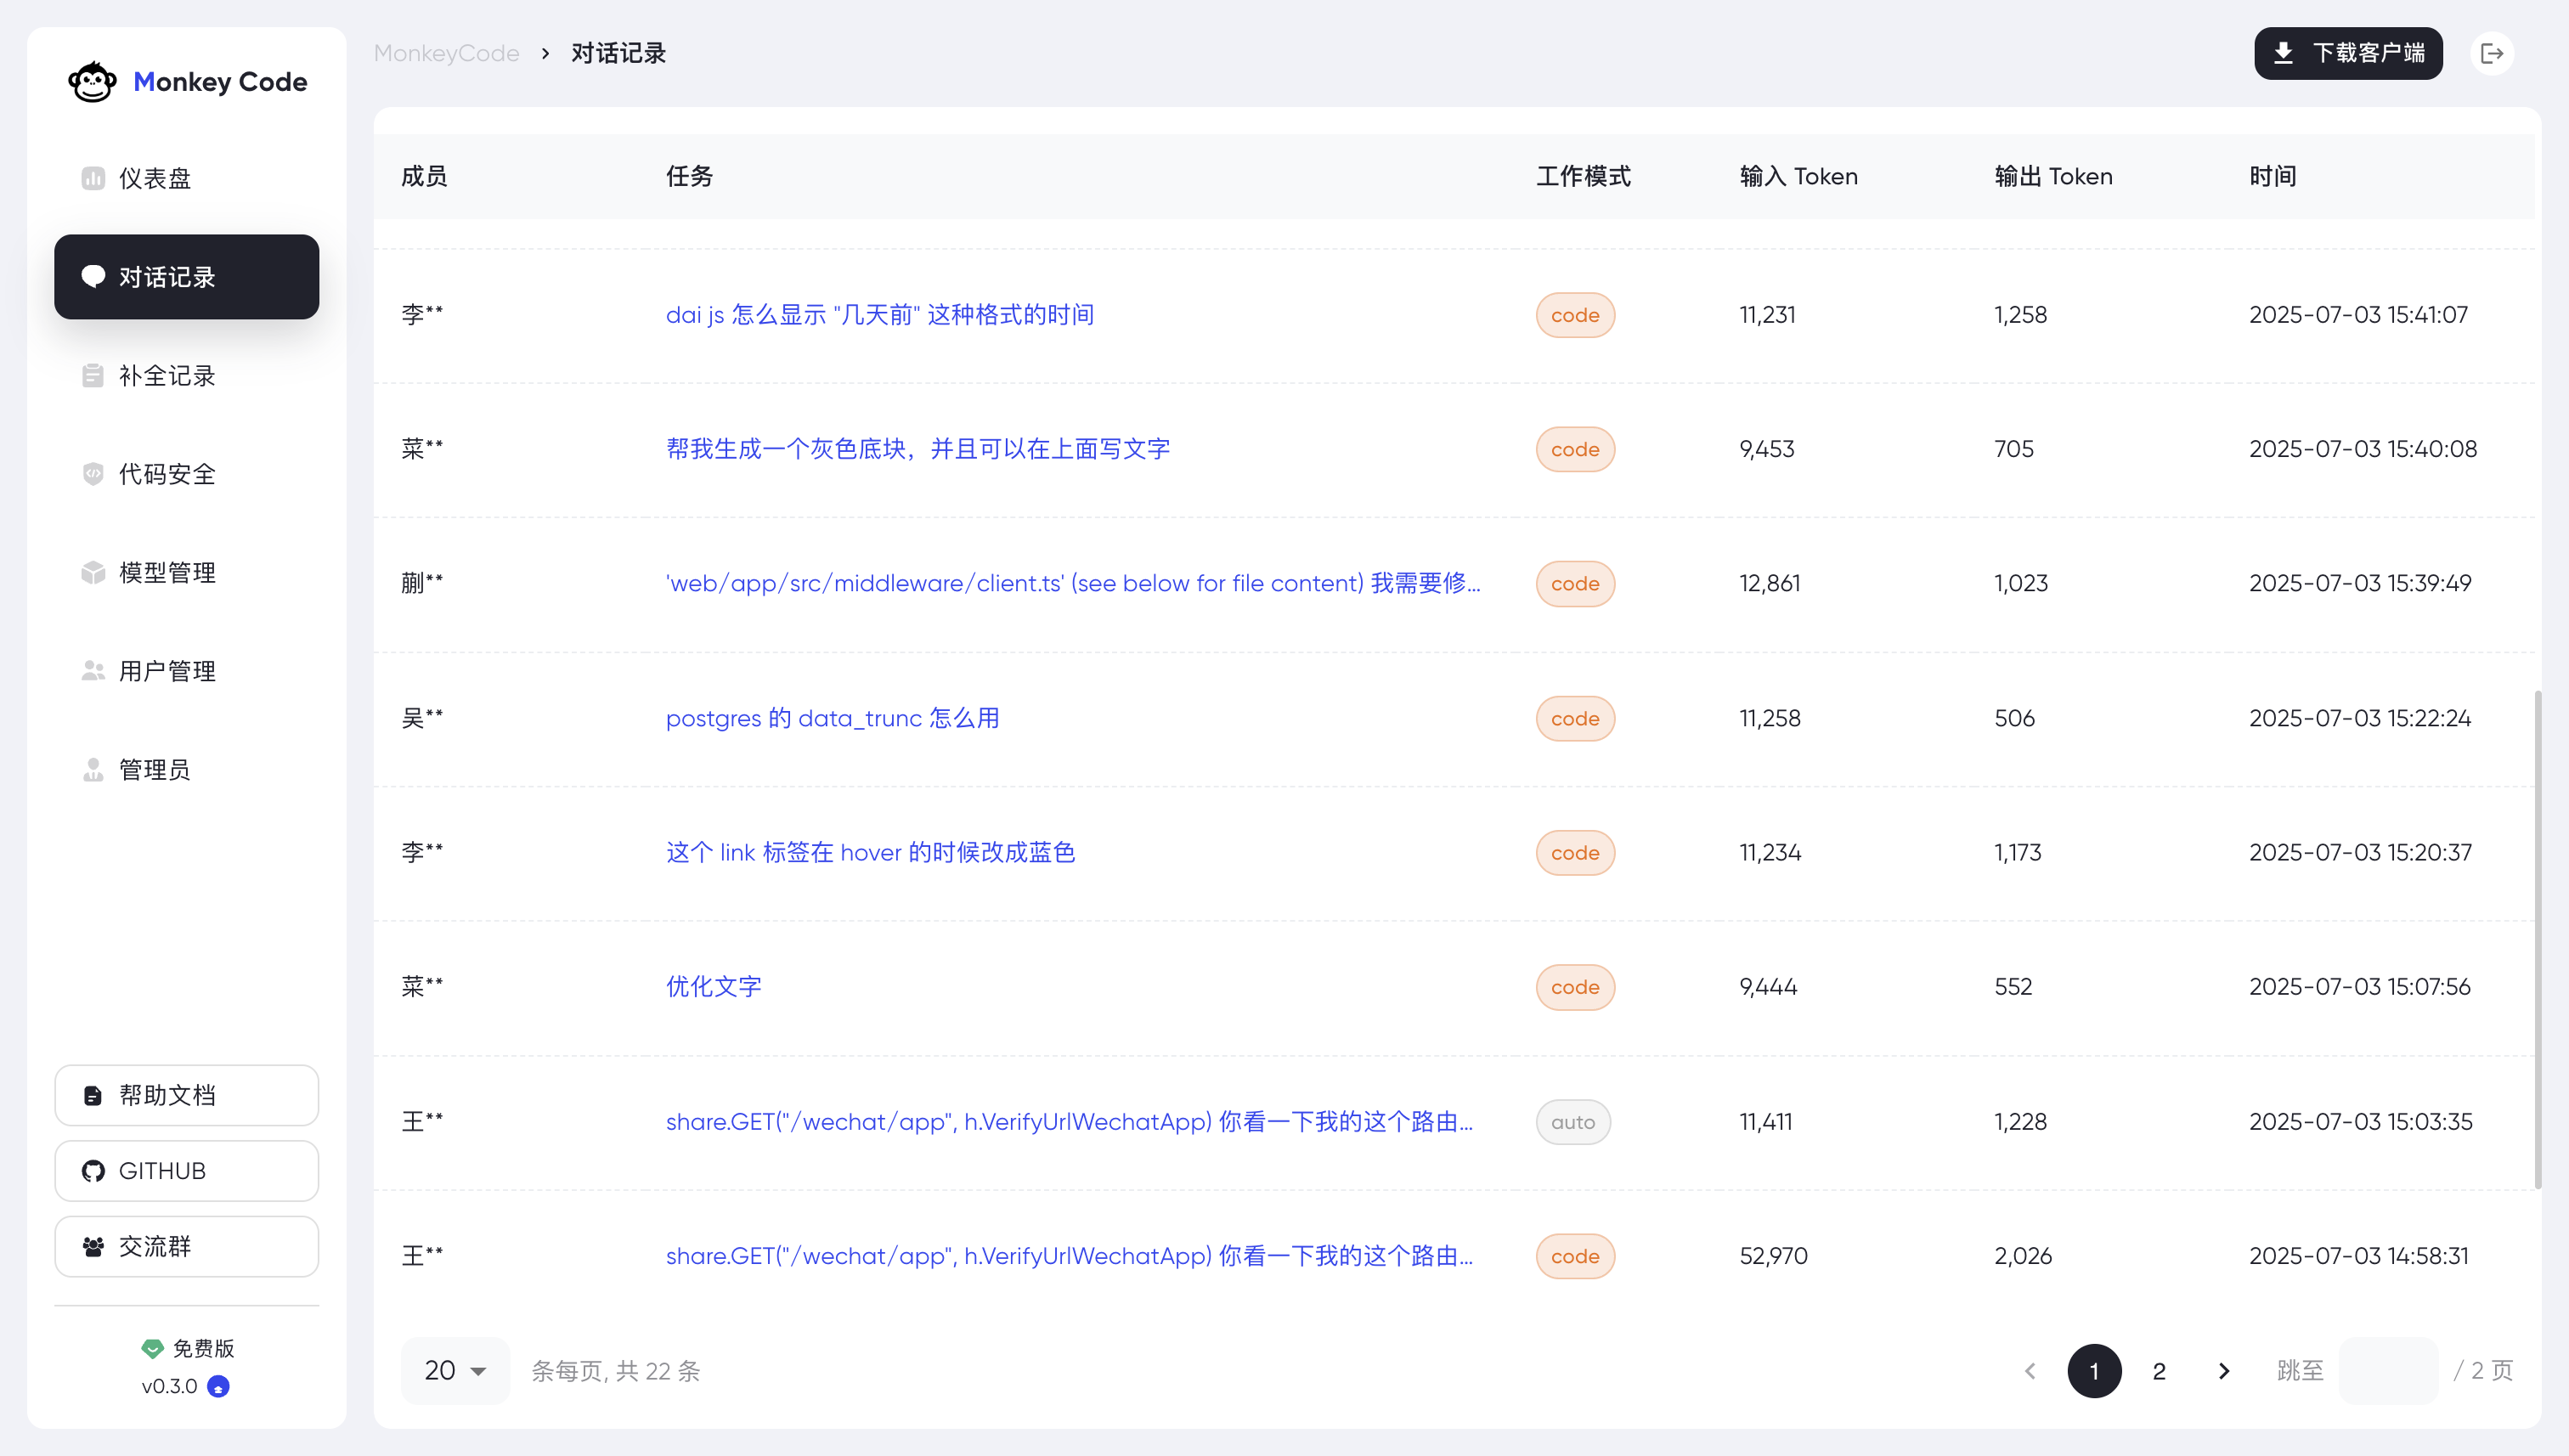 Monkey Code
仪表盘
对话记录
补全记录
代码安全
模型管理
用户管理
管理员
帮助文档
GITHUB
交流群
免费版
v0.3.0
MonkeyCode › 对话记录
下载客户端
成员 任务 工作模式 输入 Token 输出 Token 时间
李** dai js 怎么显示 "几天前" 这种格式的时间 code 11,231 1,258 2025-07-03 15:41:07
菜** 帮我生成一个灰色底块，并且可以在上面写文字 code 9,453 705 2025-07-03 15:40:08
蒯** 'web/app/src/middleware/client.ts' (see below for file content) 我需要修... code 12,861 1,023 2025-07-03 15:39:49
吴** postgres 的 data_trunc 怎么用 code 11,258 506 2025-07-03 15:22:24
李** 这个 link 标签在 hover 的时候改成蓝色 code 11,234 1,173 2025-07-03 15:20:37
菜** 优化文字 code 9,444 552 2025-07-03 15:07:56
王** share.GET("/wechat/app", h.VerifyUrlWechatApp) 你看一下我的这个路由... auto 11,411 1,228 2025-07-03 15:03:35
王** share.GET("/wechat/app", h.VerifyUrlWechatApp) 你看一下我的这个路由... code 52,970 2,026 2025-07-03 14:58:31
20 条每页, 共 22 条 1 2 跳至 / 2 页